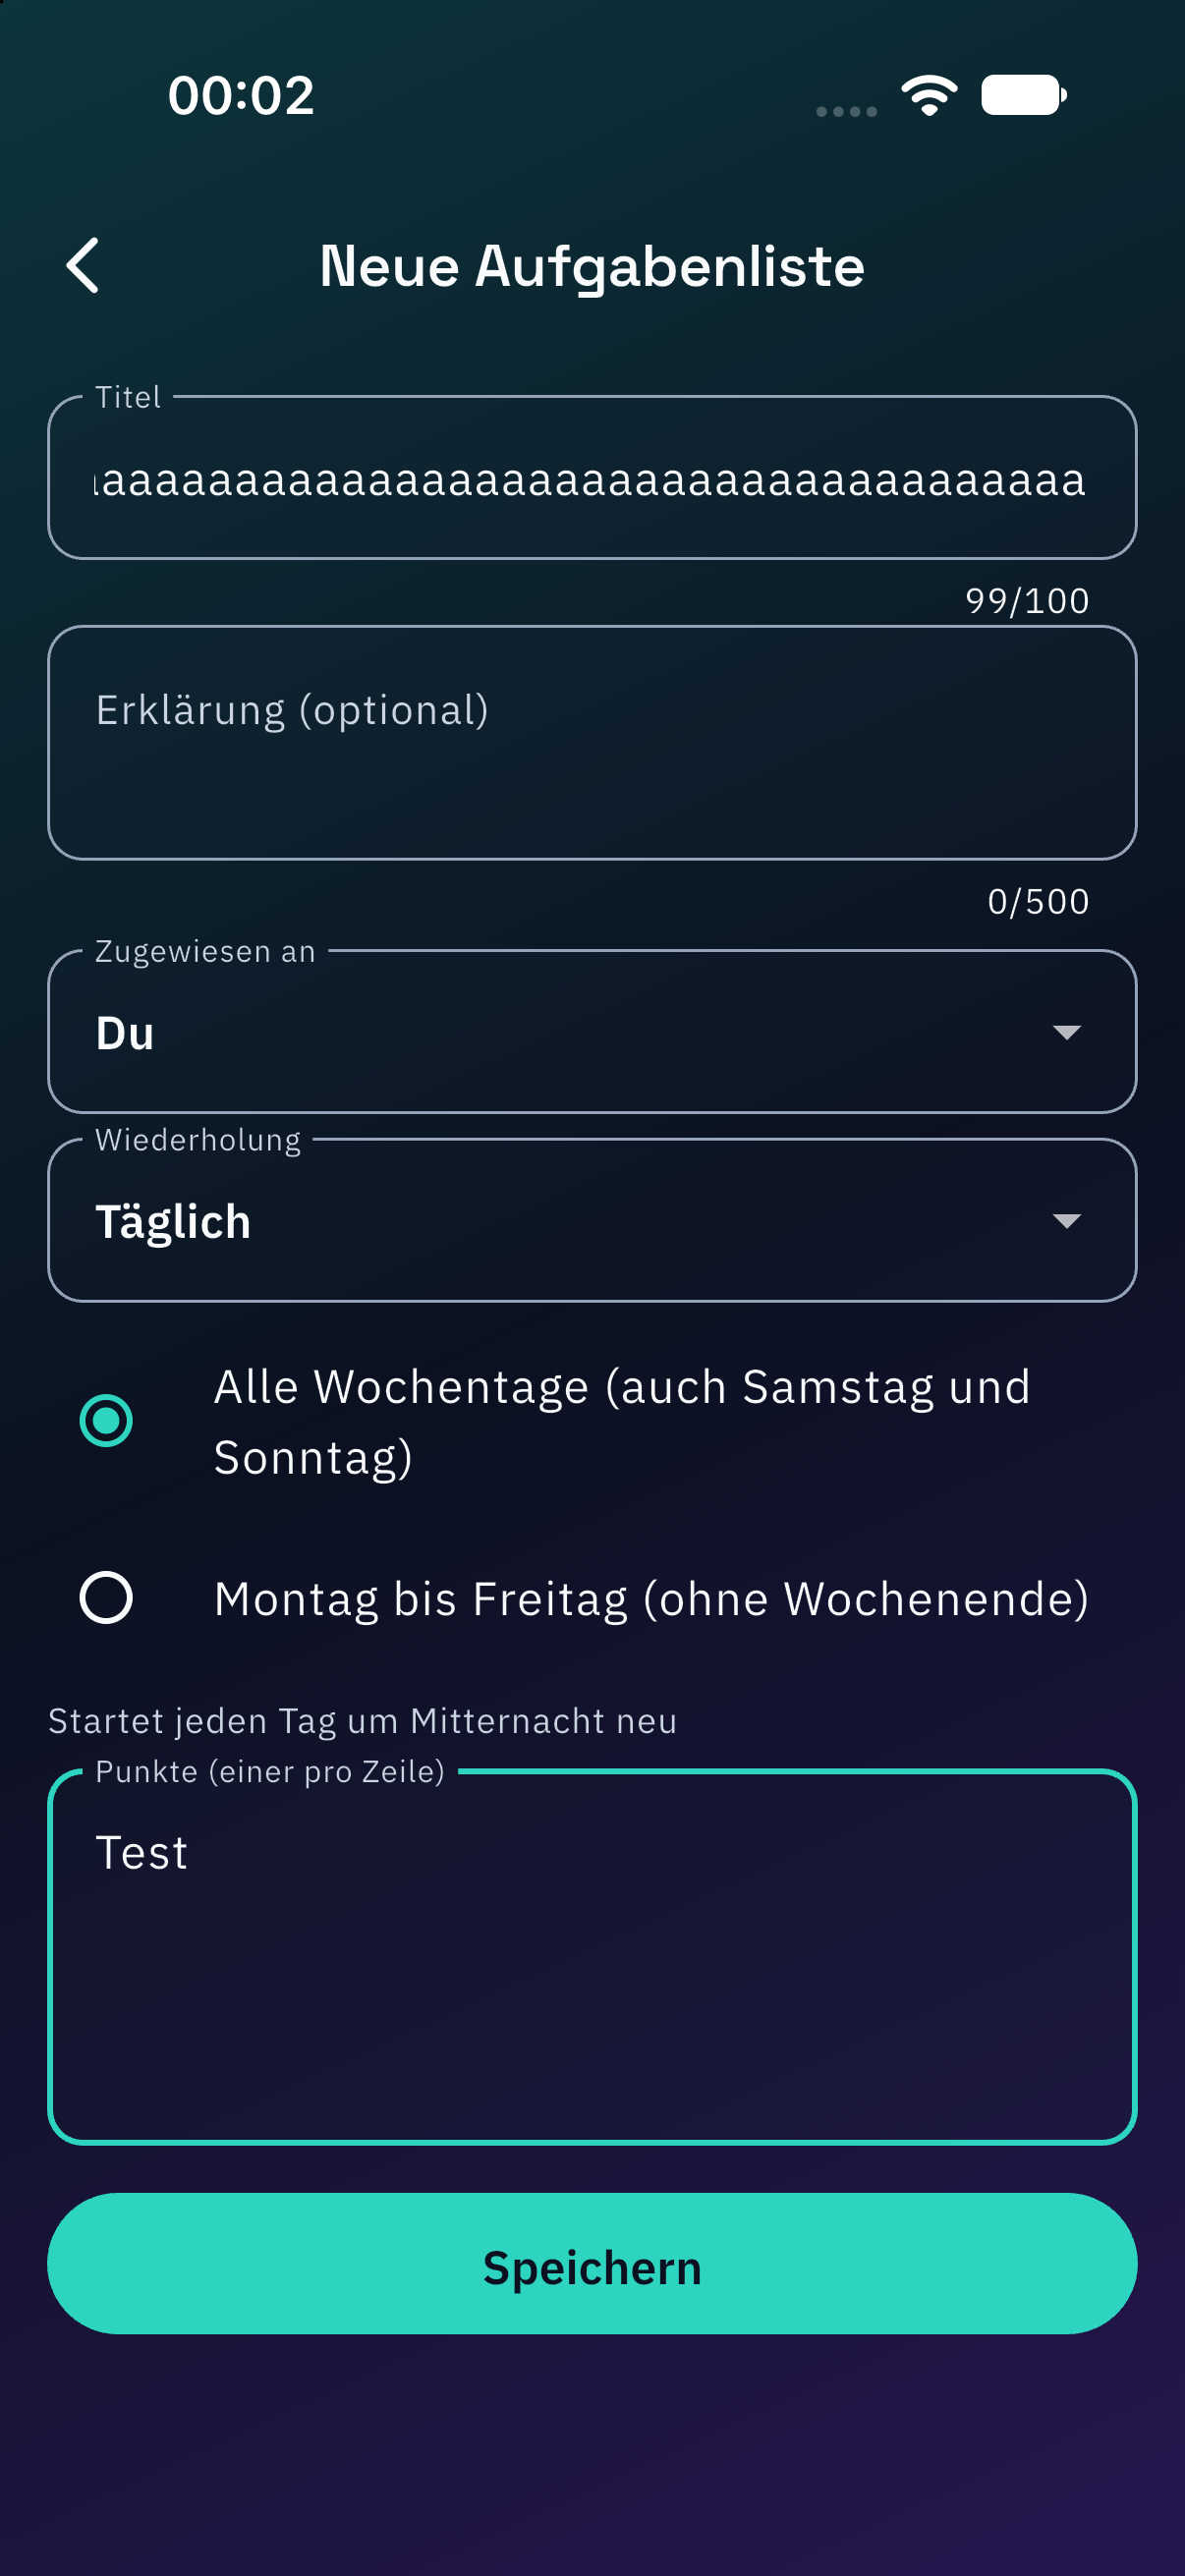 00:02
Neue Aufgabenliste
Titel
aaaaaaaaaaaaaaaaaaaaaaaaaaaaaaaaaaaaa
99/100
Erklärung (optional)
0/500
Zugewiesen an
Du
Wiederholung
Täglich
Alle Wochentage (auch Samstag und
Sonntag)
Montag bis Freitag (ohne Wochenende)
Startet jeden Tag um Mitternacht neu
Punkte (einer pro Zeile)
Test
Speichern